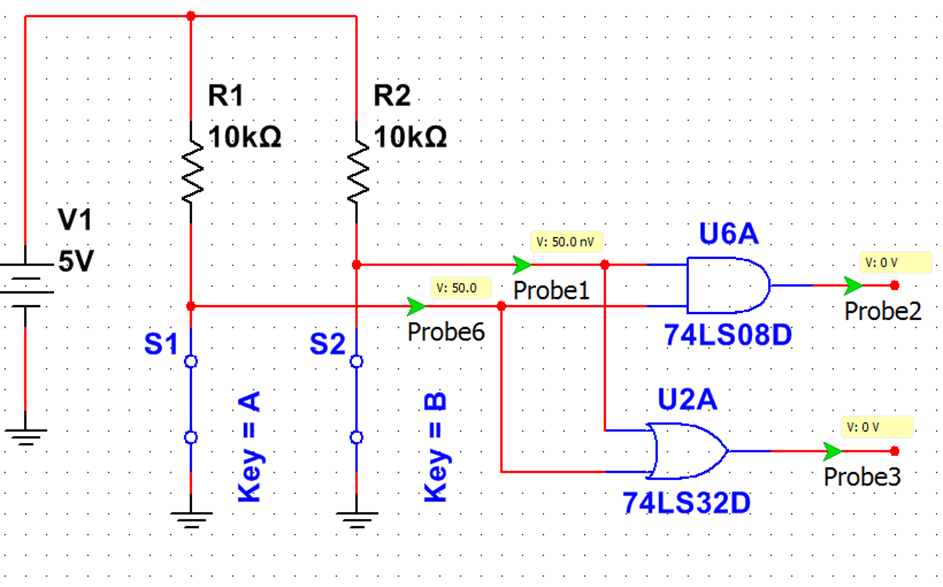 R1
10kΩ
R2
10kΩ
V1
5V
V: 50.0 nV
Probe1
V: 50.0
Probe6
U6A
74LS08D
V: 0 V
Probe2
S1
Key = A
S2
Key = B
U2A
74LS32D
V: 0 V
Probe3